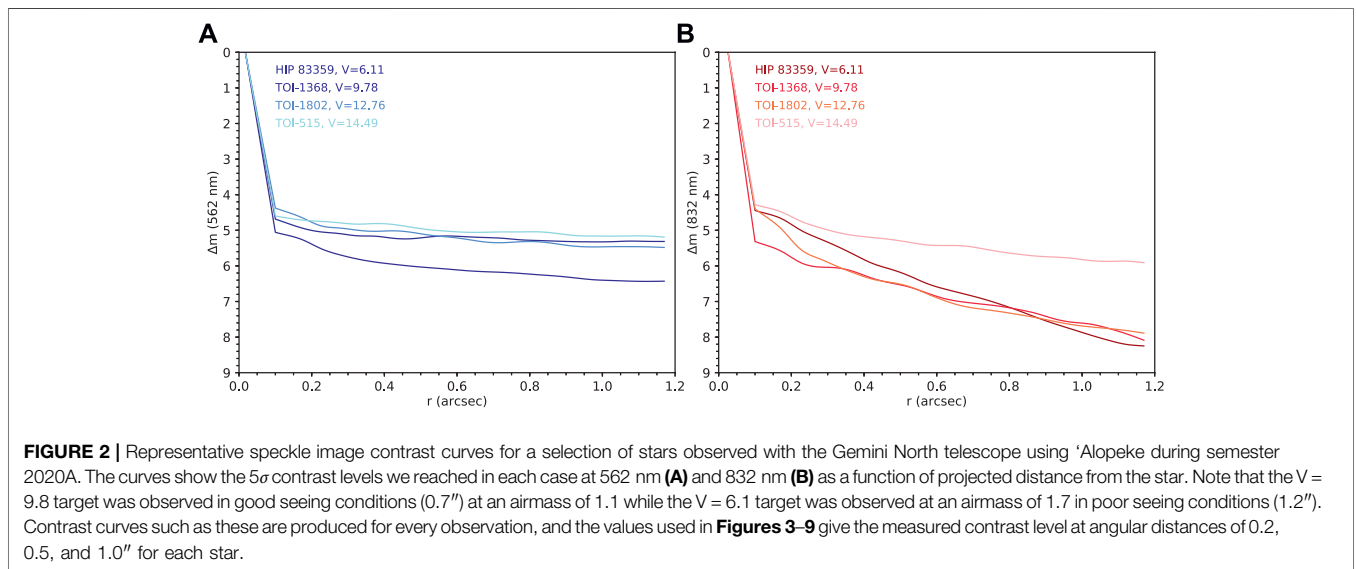 A
0
1
2
3
4
5
6
7
8
9
Δm (562 nm)
HIP 83359, V=6.11
TOI-1368, V=9.78
TOI-1802, V=12.76
TOI-515, V=14.49
0.0 0.2 0.4 0.6 0.8 1.0 1.2
r (arcsec)
B
0
1
2
3
4
5
6
7
8
9
Δm (832 nm)
HIP 83359, V=6.11
TOI-1368, V=9.78
TOI-1802, V=12.76
TOI-515, V=14.49
0.0 0.2 0.4 0.6 0.8 1.0 1.2
r (arcsec)
FIGURE 2 | Representative speckle image contrast curves for a selection of stars observed with the Gemini North telescope using ‘Alopeke during semester
2020A. The curves show the 5σ contrast levels we reached in each case at 562 nm (A) and 832 nm (B) as a function of projected distance from the star. Note that the V =
9.8 target was observed in good seeing conditions (0.7″) at an airmass of 1.1 while the V = 6.1 target was observed at an airmass of 1.7 in poor seeing conditions (1.2″).
Contrast curves such as these are produced for every observation, and the values used in Figures 3–9 give the measured contrast level at angular distances of 0.2,
0.5, and 1.0″ for each star.